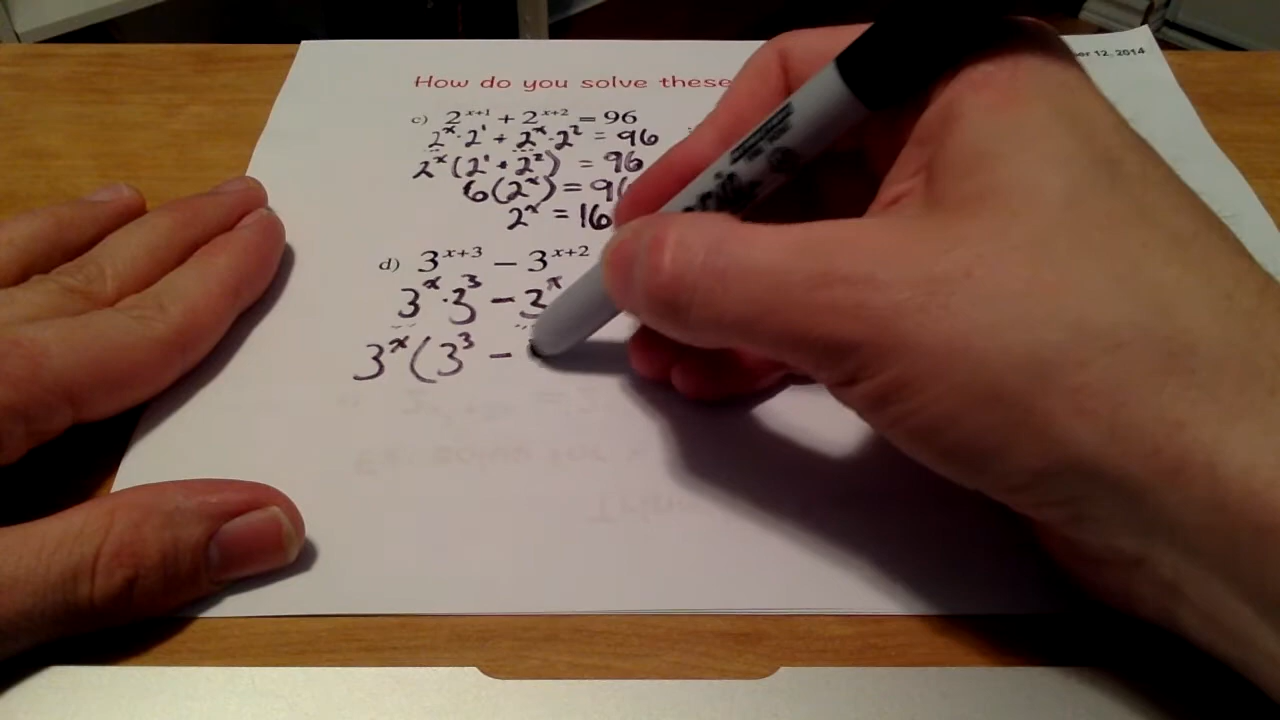 12, 2014
How do you solve these
c) 2^{x+1} + 2^{x+2} = 96
2^x · 2^1 + 2^x · 2^2 = 96
2^x (2^1 + 2^2) = 96
6(2^x) = 9
2^x = 16
d) 3^{x+3} − 3^{x+2}
3^x · 3^3 − 3^x
3^x (3^3 −